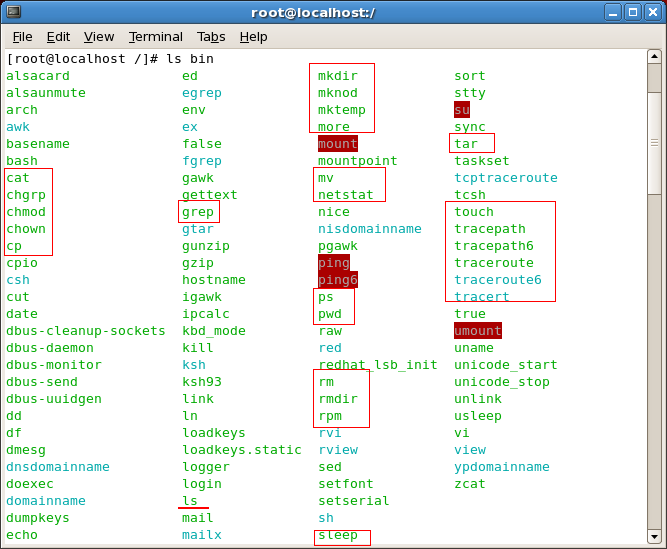 root@localhost:/
File Edit View Terminal Tabs Help
[root@localhost /]# ls bin
alsacard ed mkdir sort
alsaunmute egrep mknod stty
arch env mktemp su
awk ex more sync
basename false mount tar
bash fgrep mountpoint taskset
cat gawk mv tcptraceroute
chgrp gettext netstat tcsh
chmod grep nice touch
chown gtar nisdomainname tracepath
cp gunzip pgawk tracepath6
cpio gzip ping traceroute
csh hostname ping6 traceroute6
cut igawk ps tracert
date ipcalc pwd true
dbus-cleanup-sockets kbd_mode raw umount
dbus-daemon kill red uname
dbus-monitor ksh redhat_lsb_init unicode_start
dbus-send ksh93 rm unicode_stop
dbus-uuidgen link rmdir unlink
dd ln rpm usleep
df loadkeys rvi vi
dmesg loadkeys.static rview view
dnsdomainname logger sed ypdomainname
doexec login setfont zcat
domainname ls setserial
dumpkeys mail sh
echo mailx sleep